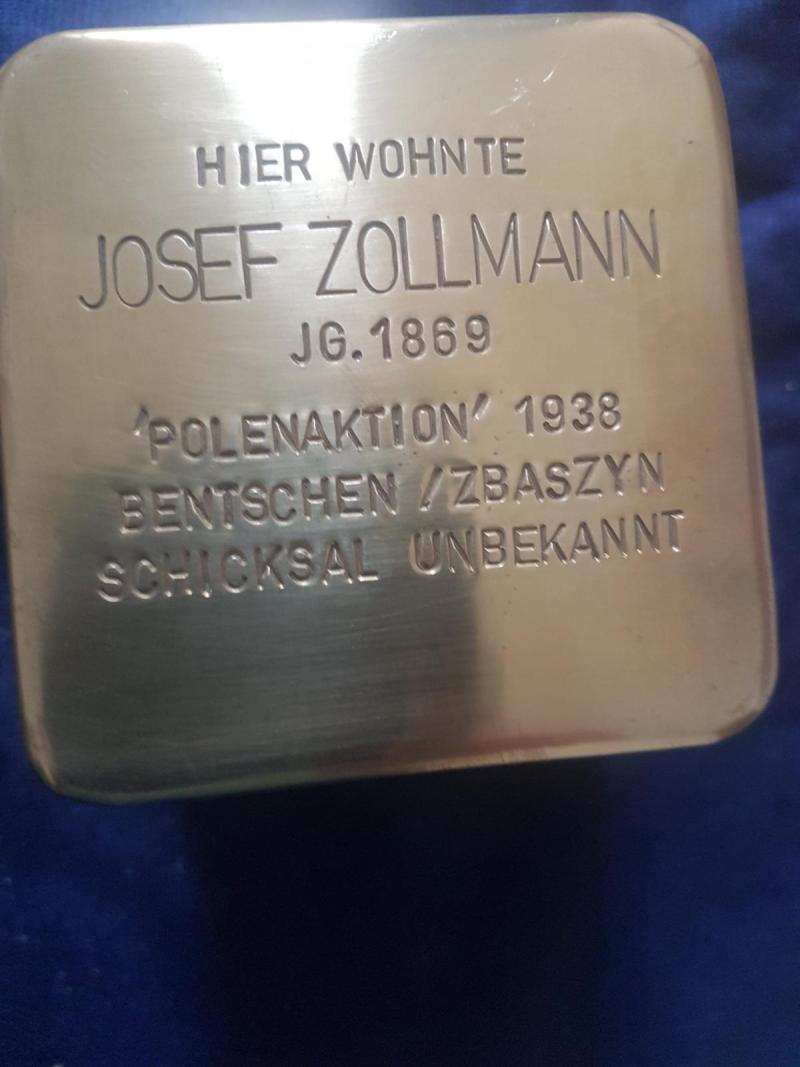 HIER WOHNTE
JOSEF ZOLLMANN
JG.1869
'POLENAKTION' 1938
BENTSCHEN / ZBASZYN
SCHICKSAL UNBEKANNT